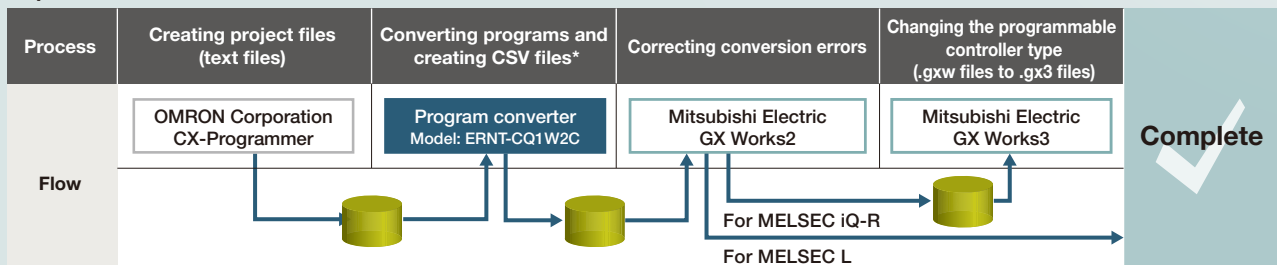 Process
Creating project files
(text files)
Converting programs and
creating CSV files*
Correcting conversion errors
Changing the programmable
controller type
(.gxw files to .gx3 files)
Flow
OMRON Corporation
CX-Programmer
Program converter
Model: ERNT-CQ1W2C
Mitsubishi Electric
GX Works2
Mitsubishi Electric
GX Works3
Complete
For MELSEC iQ-R
For MELSEC L